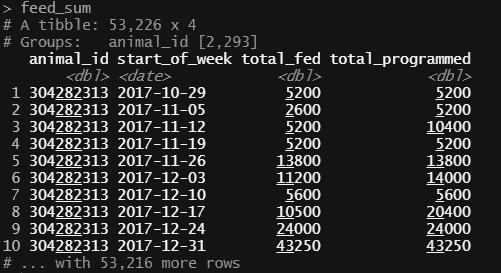 > feed_sum
# A tibble: 53,226 x 4
# Groups:   animal_id [2,293]
   animal_id start_of_week total_fed total_programmed
       <dbl> <date>            <dbl>            <dbl>
 1 304282313 2017-10-29         5200             5200
 2 304282313 2017-11-05         2600             5200
 3 304282313 2017-11-12         5200            10400
 4 304282313 2017-11-19         5200             5200
 5 304282313 2017-11-26        13800            13800
 6 304282313 2017-12-03        11200            14000
 7 304282313 2017-12-10         5600             5600
 8 304282313 2017-12-17        10500            20400
 9 304282313 2017-12-24        24000            24000
10 304282313 2017-12-31        43250            43250
# ... with 53,216 more rows